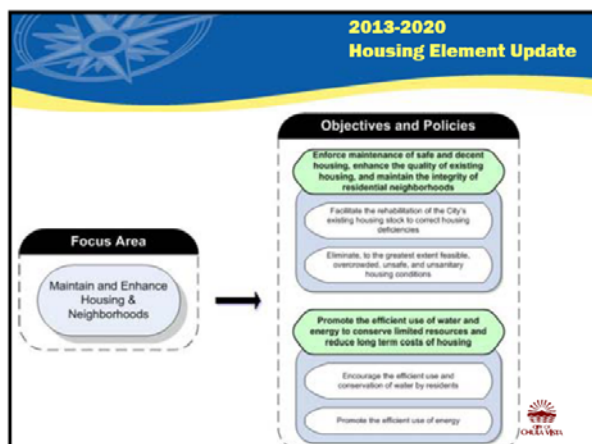 2013-2020
Housing Element Update
Focus Area
Maintain and Enhance
Housing &
Neighborhoods
Objectives and Policies
Enforce maintenance of safe and decent
housing, enhance the quality of existing
housing, and maintain the integrity of
residential neighborhoods
Facilitate the rehabilitation of the City's
existing housing stock to correct housing
deficiencies
Eliminate, to the greatest extent feasible,
overcrowded, unsafe, and unsanitary
housing conditions
Promote the efficient use of water and
energy to conserve limited resources and
reduce long term costs of housing
Encourage the efficient use and
conservation of water by residents
Promote the efficient use of energy
CITY OF
CHULA VISTA